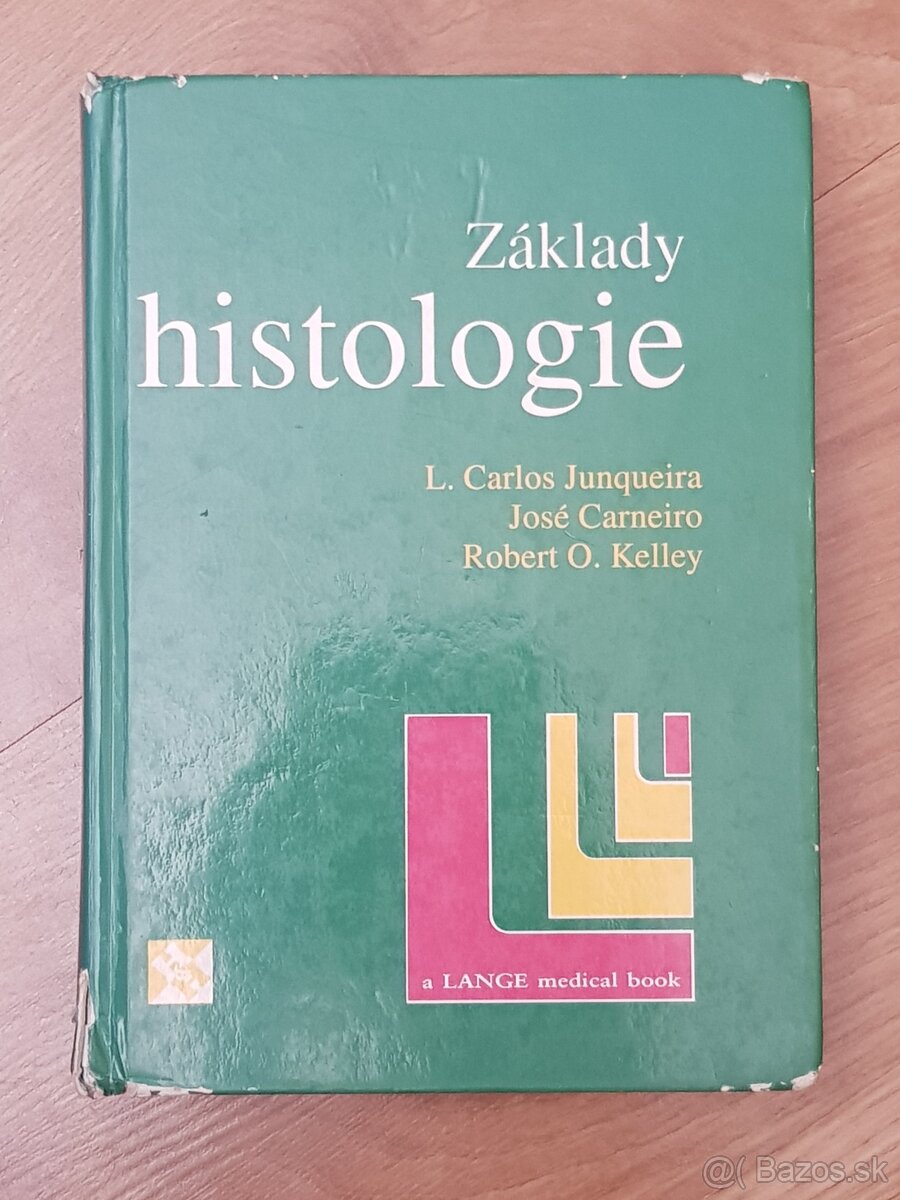 Základy
histologie
L. Carlos Junqueira
José Carneiro
Robert O. Kelley
a LANGE medical book
@( Bazos.sk